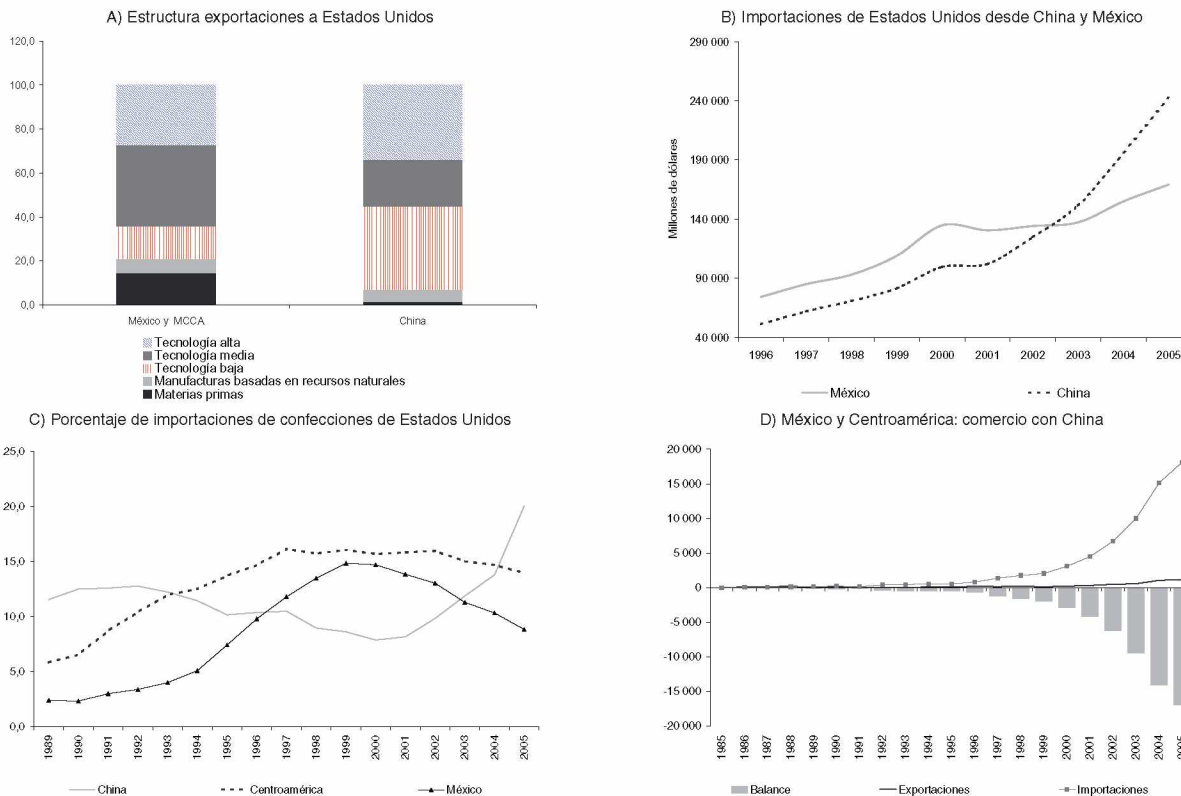 A) Estructura exportaciones a Estados Unidos
120,0
100,0
80,0
60,0
40,0
20,0
0,0
México y MCCA
China
Tecnología alta
Tecnología media
Tecnología baja
Manufacturas basadas en recursos naturales
Materias primas
B) Importaciones de Estados Unidos desde China y México
Millones de dólares
290 000
240 000
190 000
140 000
90 000
40 000
1996 1997 1998 1999 2000 2001 2002 2003 2004 2005
México China
C) Porcentaje de importaciones de confecciones de Estados Unidos
25,0
20,0
15,0
10,0
5,0
0,0
1989 1990 1991 1992 1993 1994 1995 1996 1997 1998 1999 2000 2001 2002 2003 2004 2005
China Centroamérica México
D) México y Centroamérica: comercio con China
20 000
15 000
10 000
5 000
0
-5 000
-10 000
-15 000
-20 000
1985 1986 1987 1988 1989 1990 1991 1992 1993 1994 1995 1996 1997 1998 1999 2000 2001 2002 2003 2004 2005
Balance Exportaciones Importaciones